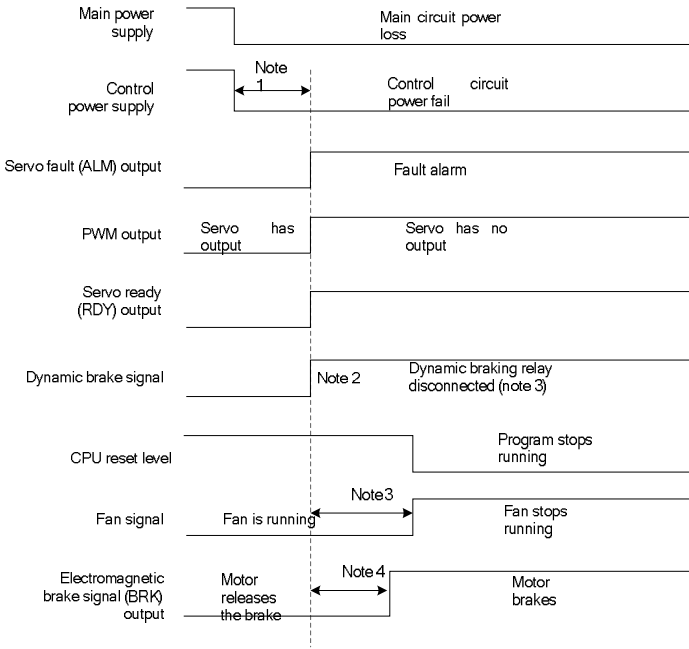 Main power
supply
Main circuit power
loss
Note
1
Control
power supply
Control circuit
power fail
Servo fault (ALM) output
Fault alarm
PWM output
Servo has
output
Servo has no
output
Servo ready
(RDY) output
Dynamic brake signal
Note 2
Dynamic braking relay
disconnected (note 3)
CPU reset level
Program stops
running
Note3
Fan signal
Fan is running
Fan stops
running
Electromagnetic
brake signal (BRK)
output
Motor
releases
the brake
Note 4
Motor
brakes